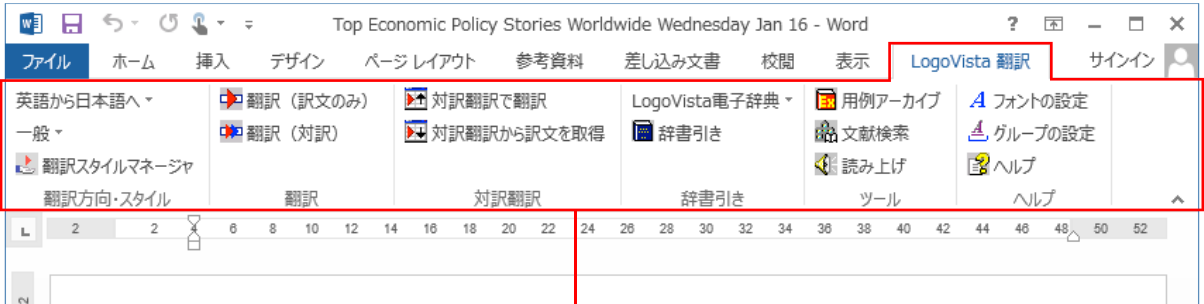 Top Economic Policy Stories Worldwide Wednesday Jan 16 - Word
ファイル ホーム 挿入 デザイン ページ レイアウト 参考資料 差し込み文書 校閲 表示 LogoVista 翻訳 サインイン
英語から日本語へ 翻訳（訳文のみ） 対訳翻訳で翻訳 LogoVista電子辞典 用例アーカイブ フォントの設定
一般 翻訳（対訳） 対訳翻訳から訳文を取得 辞書引き 文献検索 グループの設定
翻訳スタイルマネージャ 読み上げ ヘルプ
翻訳方向・スタイル 翻訳 対訳翻訳 辞書引き ツール ヘルプ
L 2 2 4 6 8 10 12 14 16 18 20 22 24 26 28 30 32 34 36 38 40 42 44 46 48 50 52
2